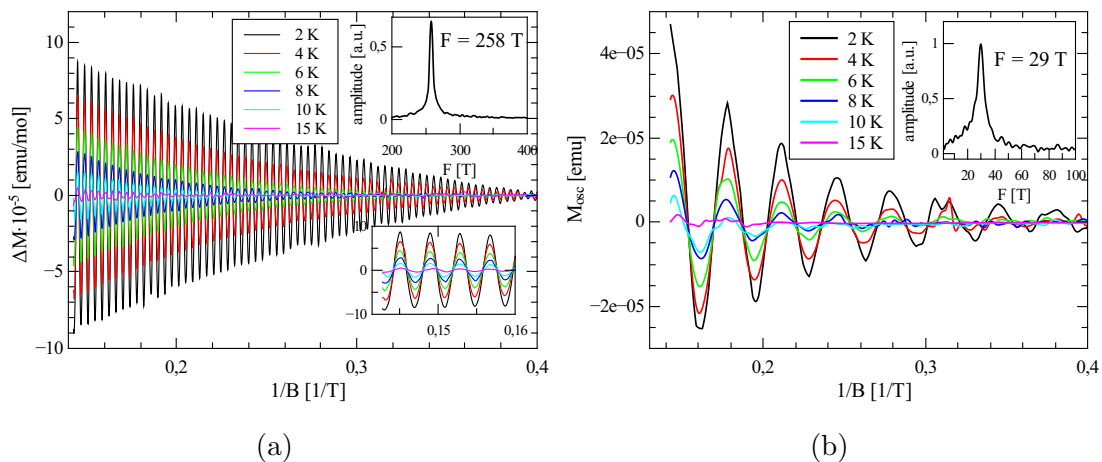 2 K
4 K
6 K
8 K
10 K
15 K
amplitude [a.u.]
0,5
0
200
300
400
F [T]
F = 258 T
ΔM· 10⁻⁵ [emu/mol]
10
5
0
−5
−10
10
0
−10
0,15
0,16
0,2
0,3
0,4
1/B [1/T]
(a)
2 K
4 K
6 K
8 K
10 K
15 K
amplitude [a.u.]
1
0,5
0
20
40
60
80
100
F [T]
F = 29 T
M_osc [emu]
4e-05
2e-05
0
−2e-05
0,2
0,3
0,4
1/B [1/T]
(b)